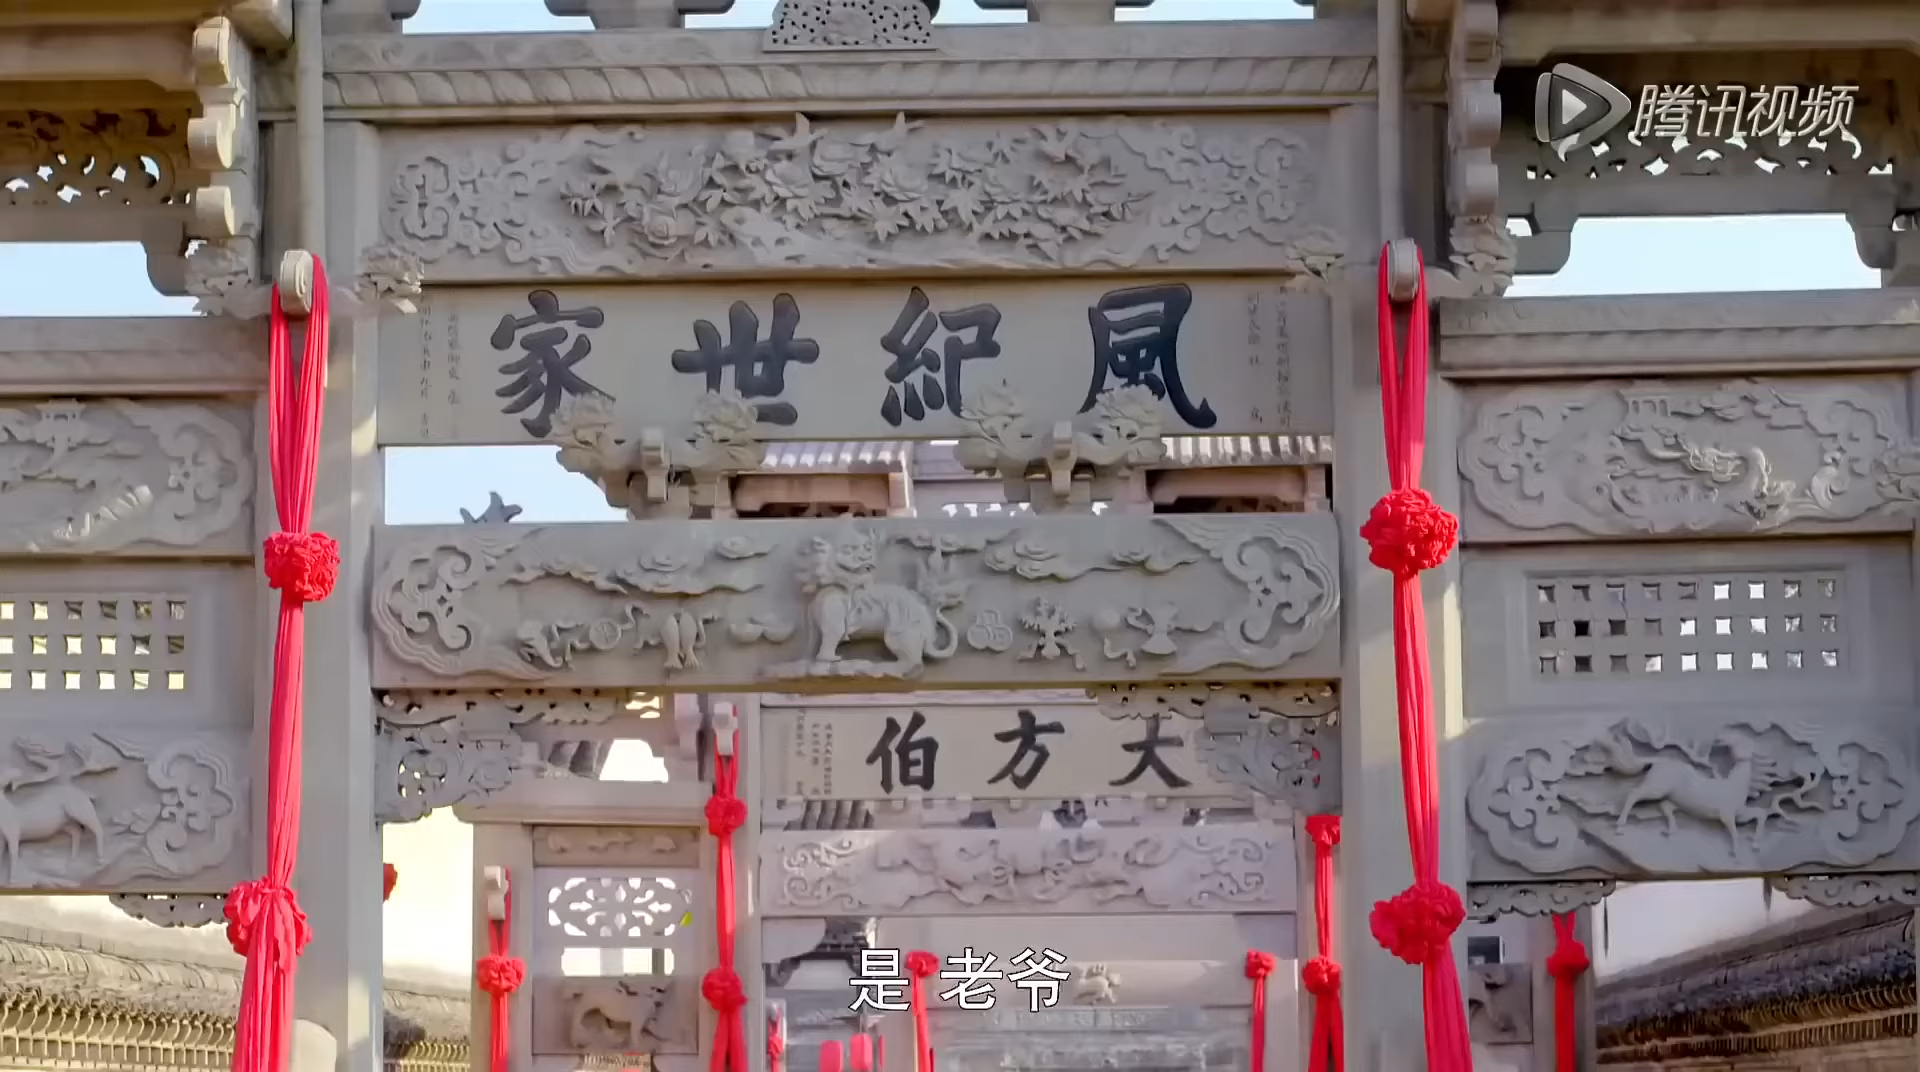 腾讯视频
風紀世家
大方伯
是 老爷